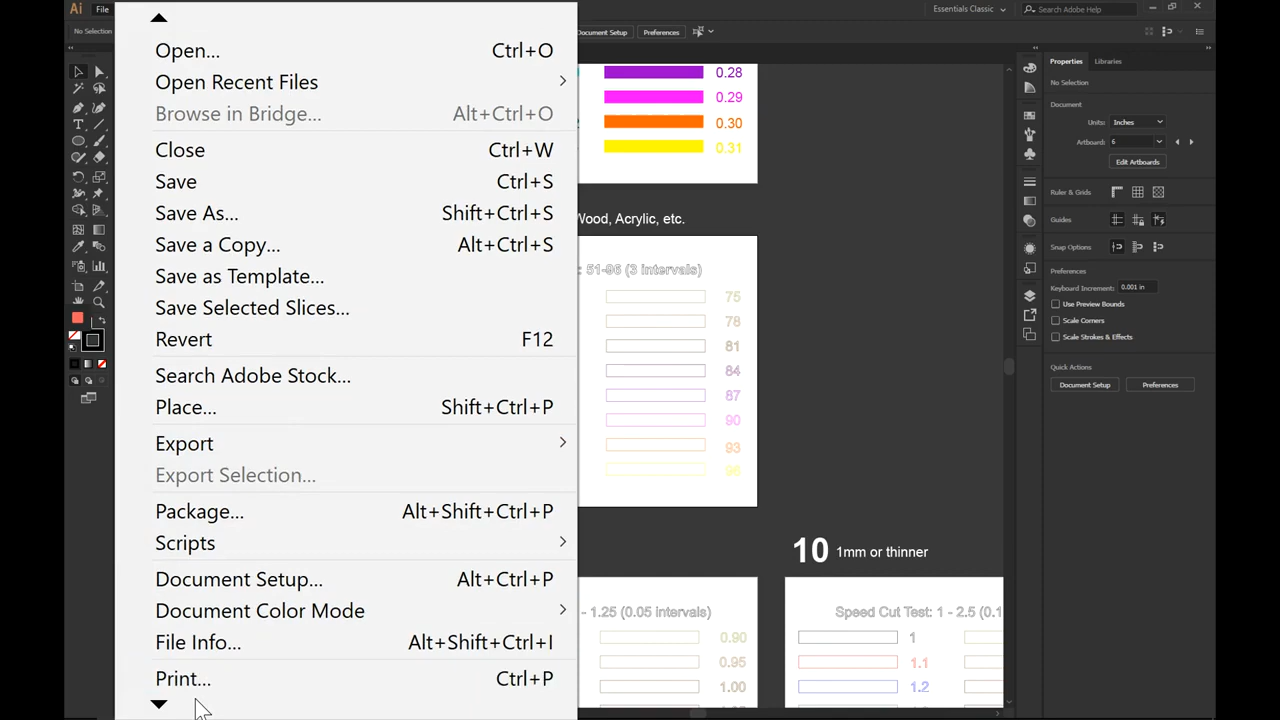 Ai File Essentials Classic Search Adobe Help
No Selection Document Setup Preferences
Open... Ctrl+O
Open Recent Files
Browse in Bridge... Alt+Ctrl+O
Close Ctrl+W
Save Ctrl+S
Save As... Shift+Ctrl+S
Save a Copy... Alt+Ctrl+S
Save as Template...
Save Selected Slices...
Revert F12
Search Adobe Stock...
Place... Shift+Ctrl+P
Export
Export Selection...
Package... Alt+Shift+Ctrl+P
Scripts
Document Setup... Alt+Ctrl+P
Document Color Mode
File Info... Alt+Shift+Ctrl+I
Print... Ctrl+P
0.28
0.29
0.30
0.31
Wood, Acrylic, etc.
: 51-96 (3 intervals)
75
78
81
84
87
90
93
96
- 1.25 (0.05 intervals)
0.90
0.95
1.00
10 1mm or thinner
Speed Cut Test: 1 - 2.5 (0.1
1
1.1
1.2
Properties Libraries
No Selection
Document
Units: Inches
Artboard: 6
Edit Artboards
Ruler & Grids
Guides
Snap Options
Preferences
Keyboard Increment: 0.001 in
Use Preview Bounds
Scale Corners
Scale Strokes & Effects
Quick Actions
Document Setup Preferences